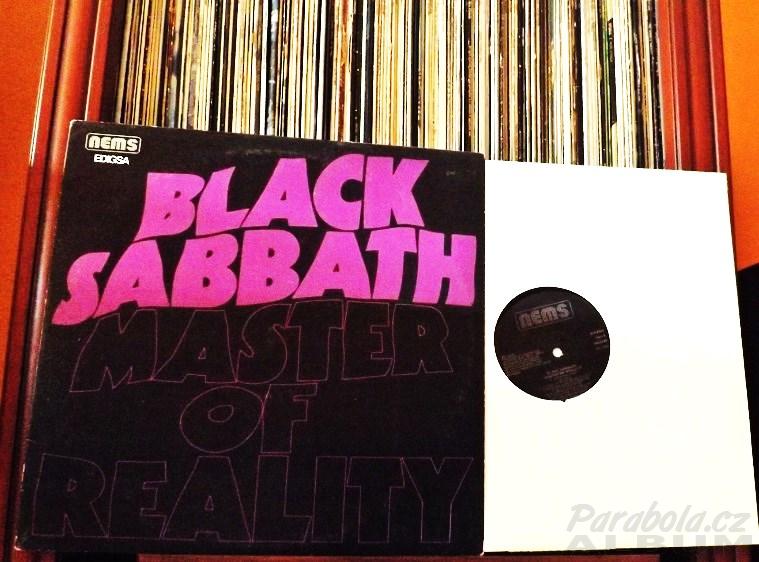 nems
EDIGSA
BLACK
SABBATH
MASTER
OF
REALITY
nems
Parabola.cz
ALBUM